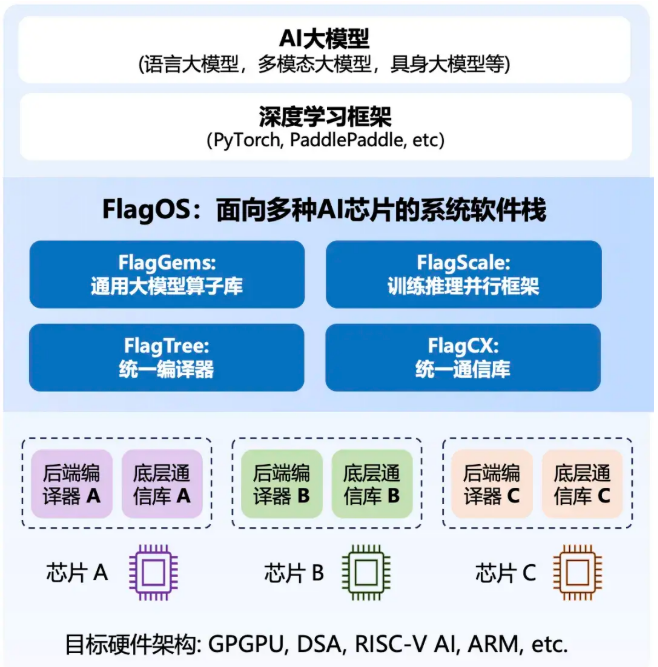 AI大模型
(语言大模型，多模态大模型，具身大模型等)
深度学习框架
(PyTorch, PaddlePaddle, etc)
FlagOS：面向多种AI芯片的系统软件栈
FlagGems:
通用大模型算子库
FlagScale:
训练推理并行框架
FlagTree:
统一编译器
FlagCX:
统一通信库
后端编
译器 A
底层通
信库 A
后端编
译器 B
底层通
信库 B
后端编
译器 C
底层通
信库 C
芯片 A
芯片 B
芯片 C
目标硬件架构: GPGPU, DSA, RISC-V AI, ARM, etc.